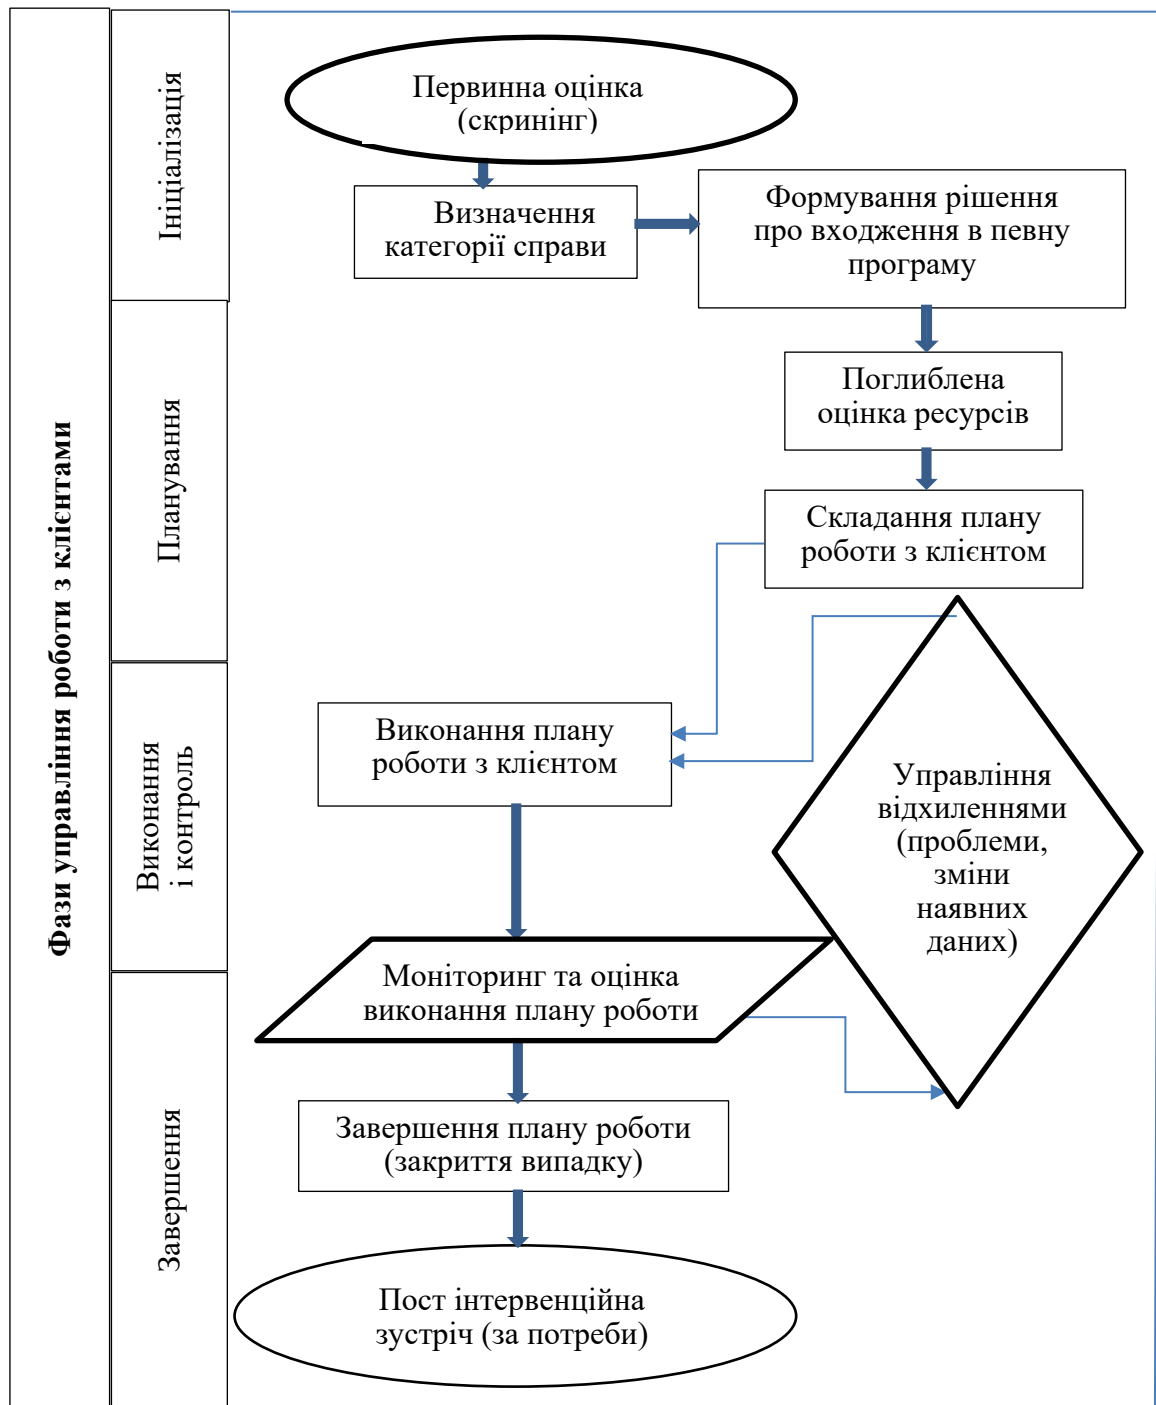 Фази управління роботи з клієнтами
Ініціалізація
Первинна оцінка
(скринінг)
Визначення
категорії справи
Формування рішення
про входження в певну
програму
Планування
Поглиблена
оцінка ресурсів
Складання плану
роботи з клієнтом
Виконання
і контроль
Виконання плану
роботи з клієнтом
Управління
відхиленнями
(проблеми,
зміни
наявних
даних)
Моніторинг та оцінка
виконання плану роботи
Завершення
Завершення плану роботи
(закриття випадку)
Пост інтервенційна
зустріч (за потреби)